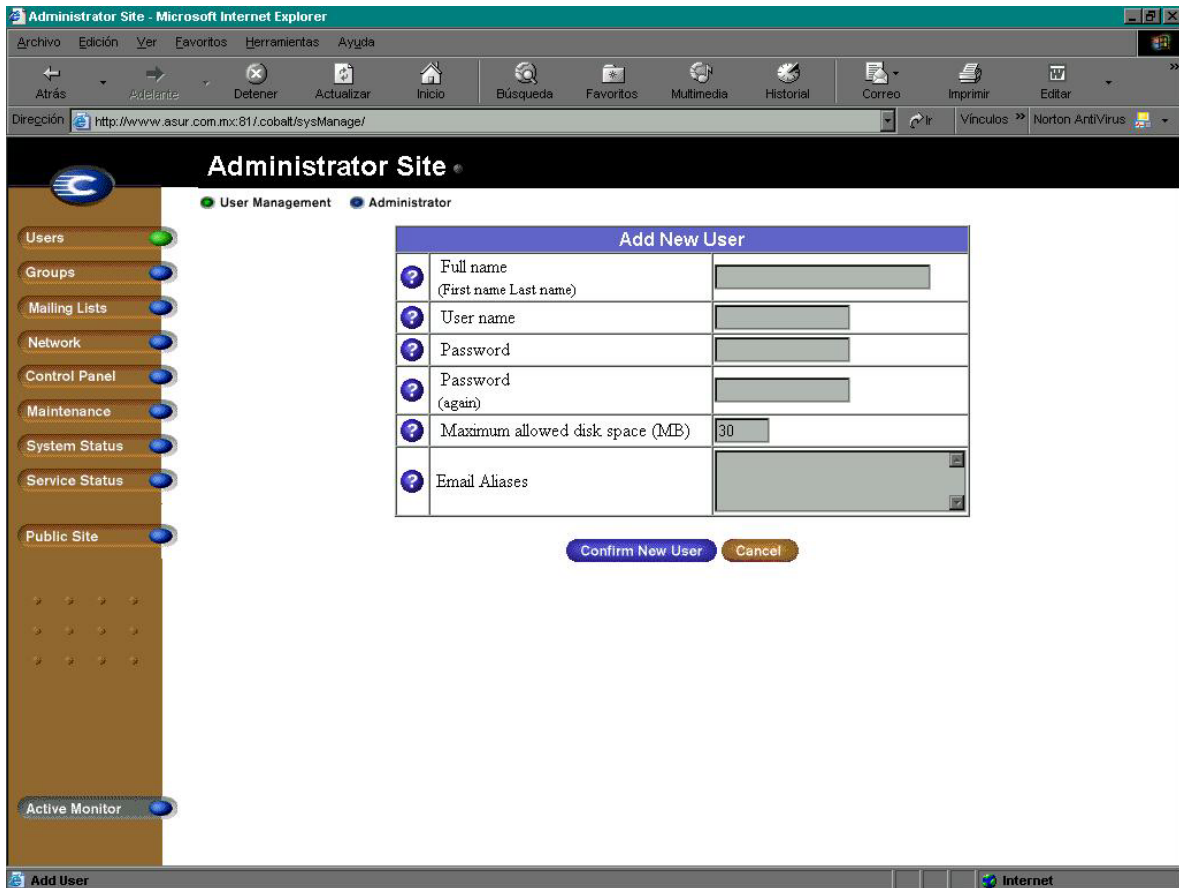 Administrator Site - Microsoft Internet Explorer
Archivo Edición Ver Favoritos Herramientas Ayuda
Atrás Adelante Detener Actualizar Inicio Búsqueda Favoritos Multimedia Historial Correo Imprimir Editar
Dirección http://www.asur.com.mx:81/.cobalt/sysManage/ Ir Vínculos » Norton AntiVirus
Administrator Site
User Management Administrator
Users
Groups
Mailing Lists
Network
Control Panel
Maintenance
System Status
Service Status
Public Site
Active Monitor
Add New User
Full name
(First name Last name)
User name
Password
Password
(again)
Maximum allowed disk space (MB) 30
Email Aliases
Confirm New User Cancel
Add User Internet